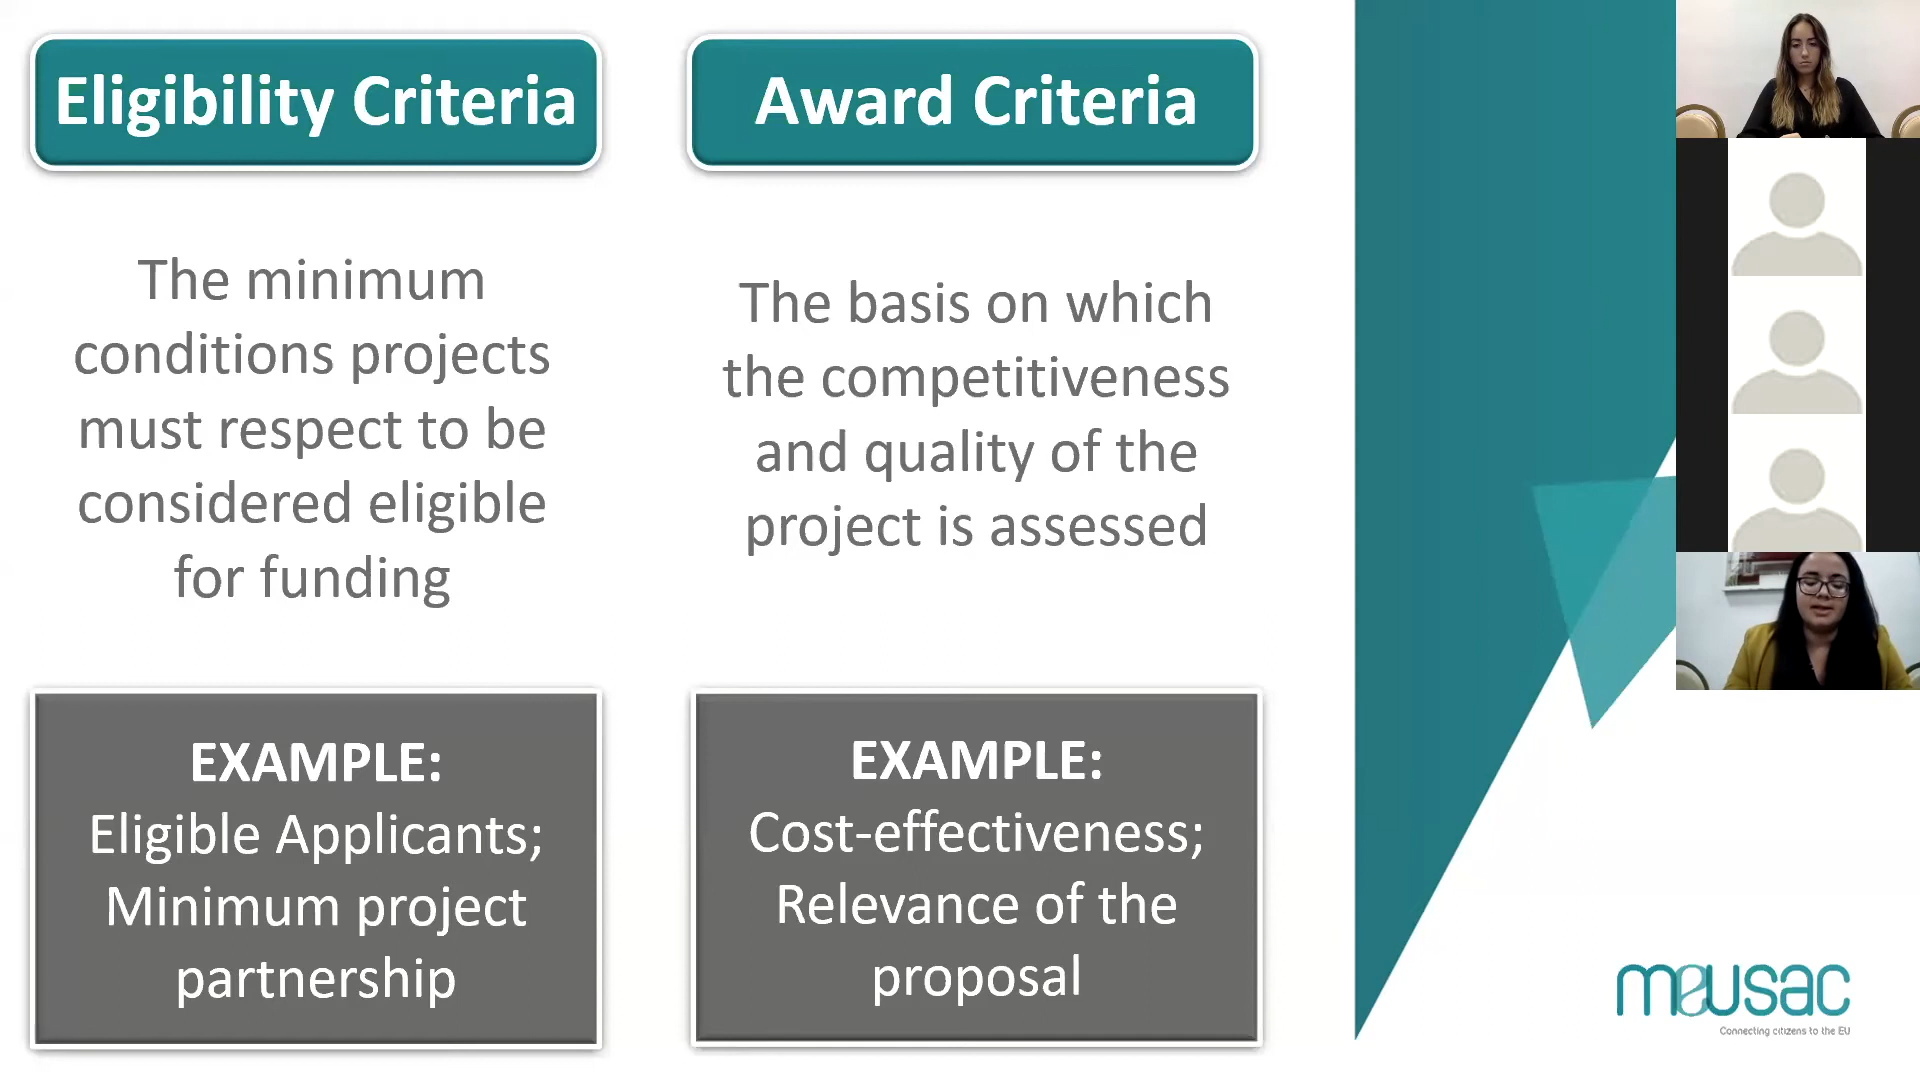 Eligibility Criteria
The minimum
conditions projects
must respect to be
considered eligible
for funding
EXAMPLE:
Eligible Applicants;
Minimum project
partnership
Award Criteria
The basis on which
the competitiveness
and quality of the
project is assessed
EXAMPLE:
Cost-effectiveness;
Relevance of the
proposal
meusac
Connecting citizens to the EU